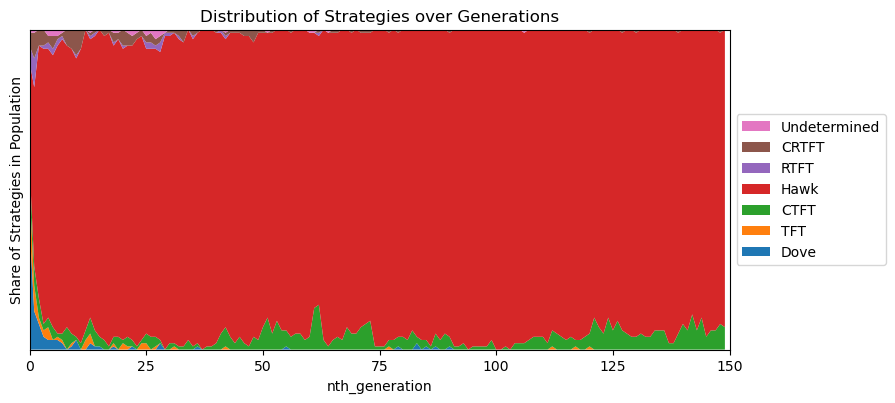 Distribution of Strategies over Generations
Share of Strategies in Population
0
25
50
75
100
125
150
nth_generation
Undetermined
CRTFT
RTFT
Hawk
CTFT
TFT
Dove